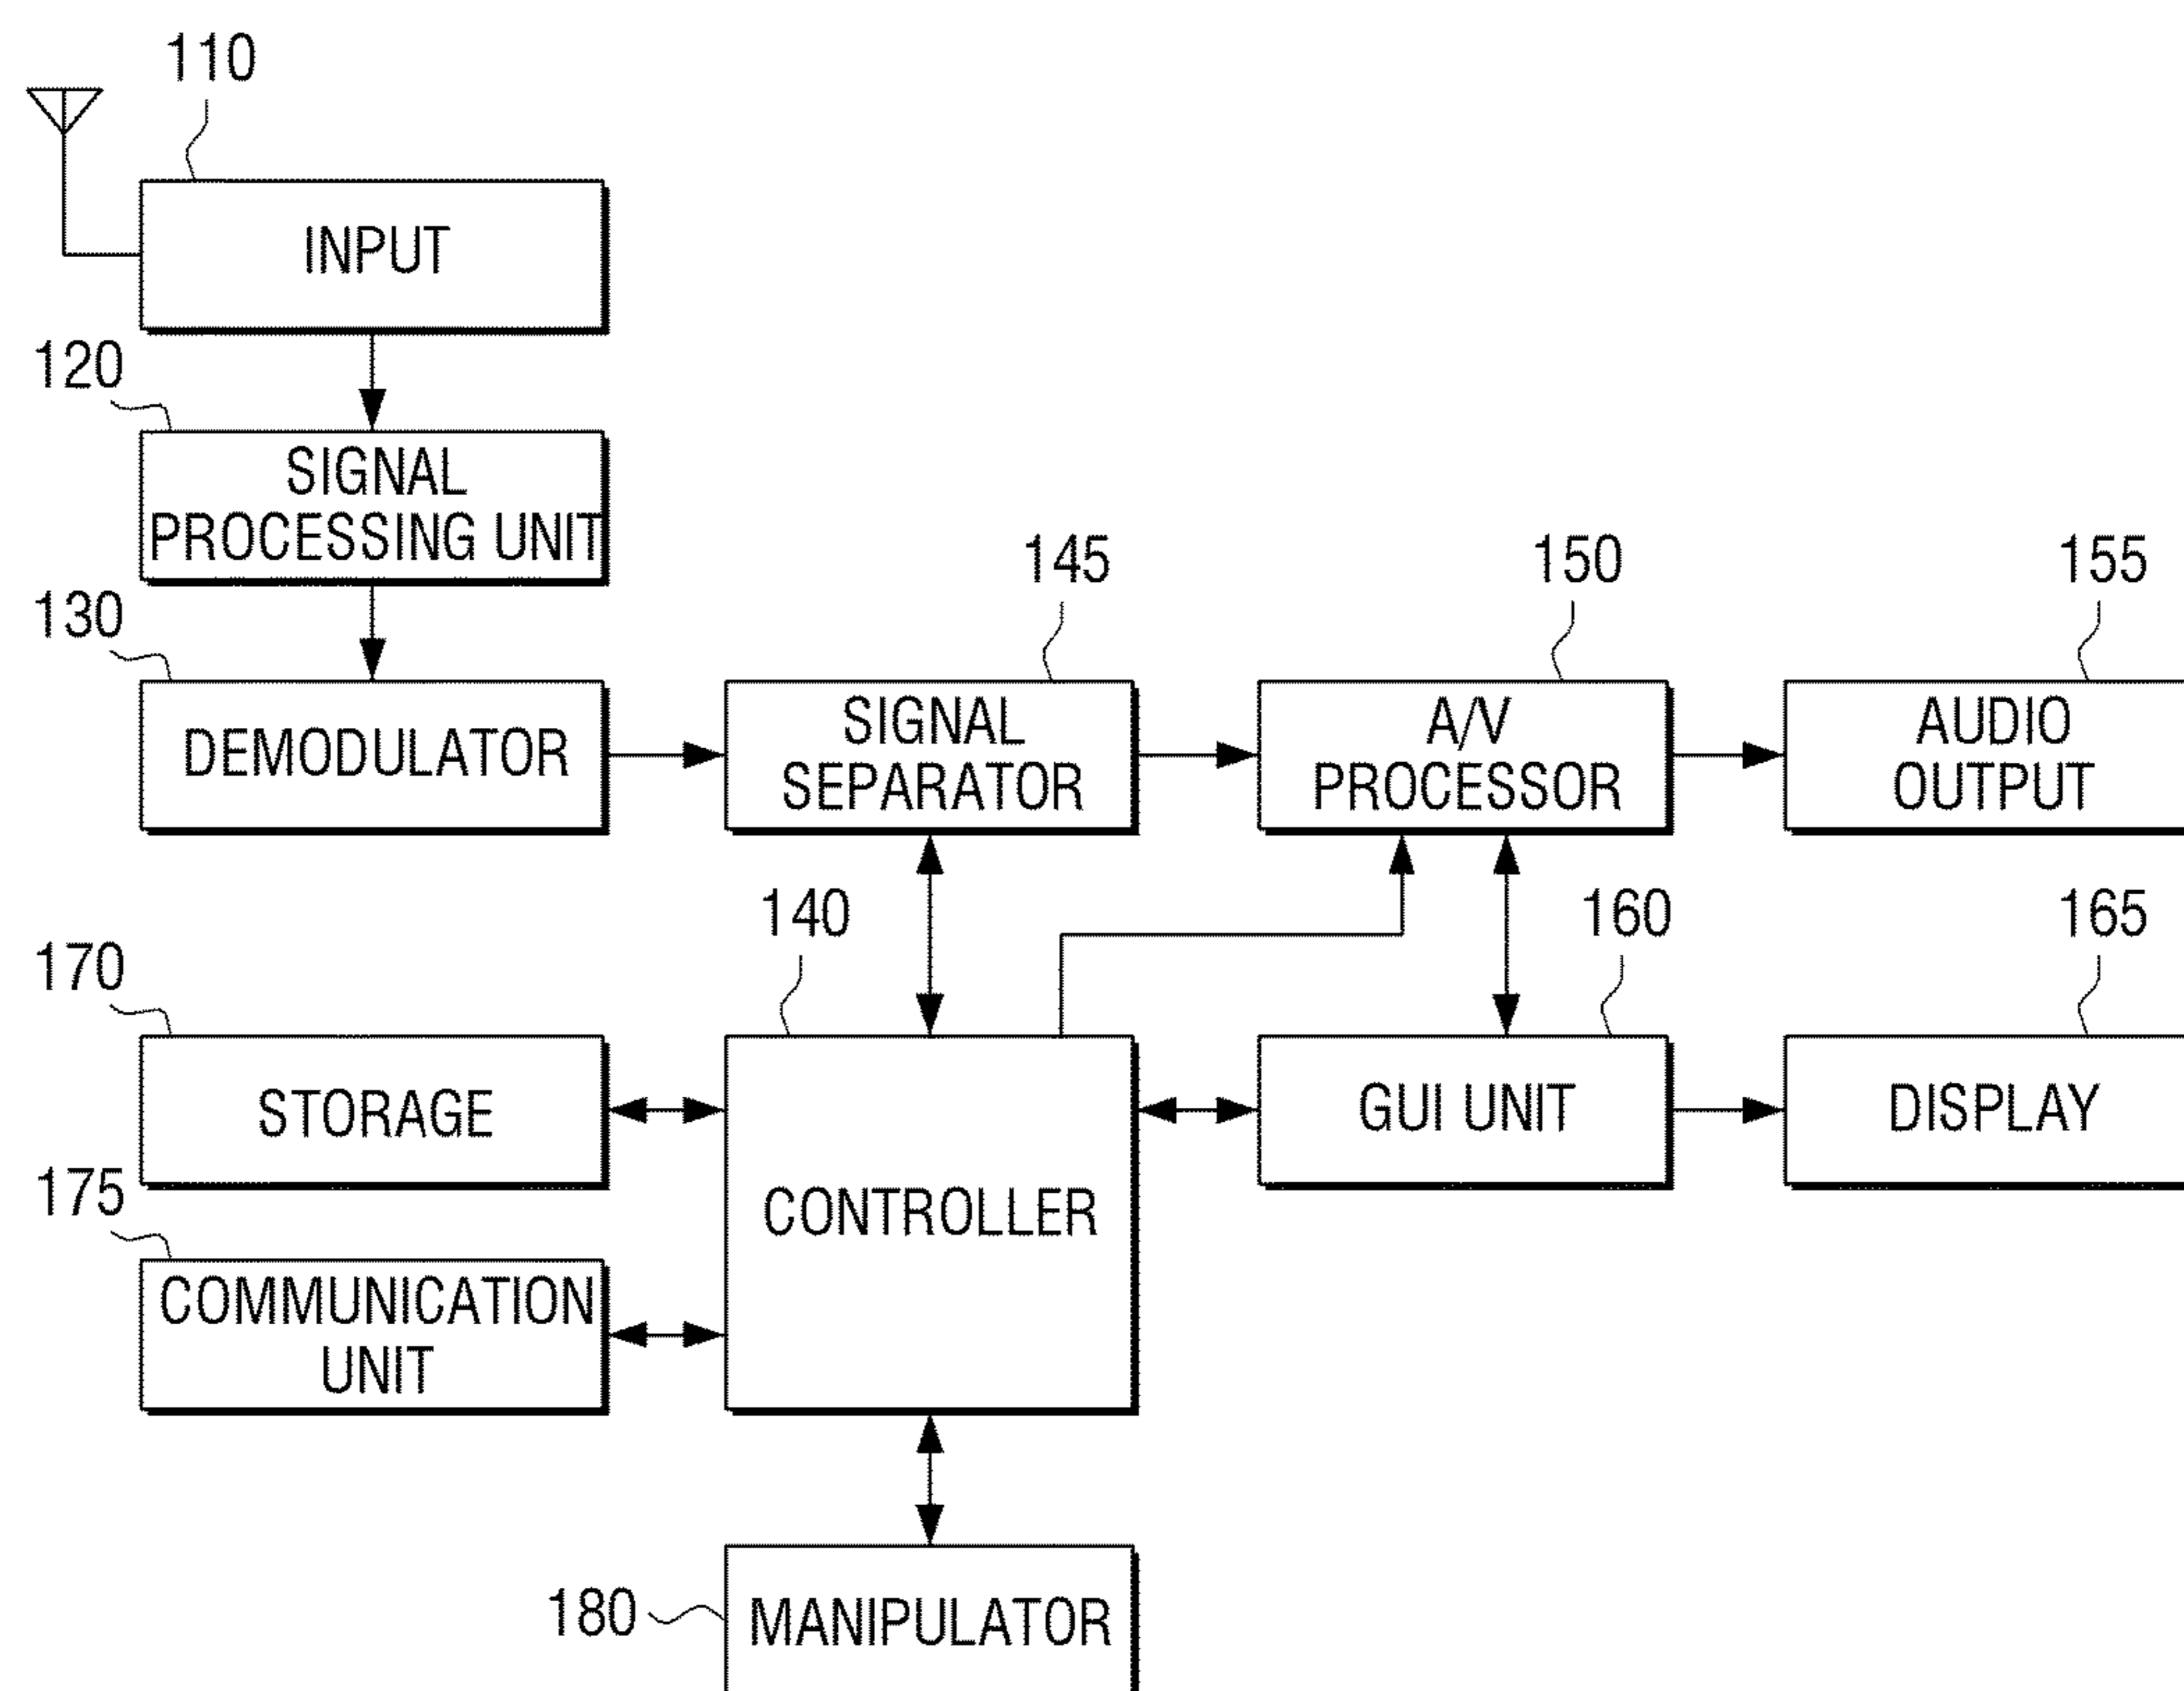 110
INPUT
120
SIGNAL
PROCESSING UNIT
130
DEMODULATOR
145
SIGNAL
SEPARATOR
150
A/V
PROCESSOR
155
AUDIO
OUTPUT
170
STORAGE
140
CONTROLLER
160
GUI UNIT
165
DISPLAY
175
COMMUNICATION
UNIT
180
MANIPULATOR